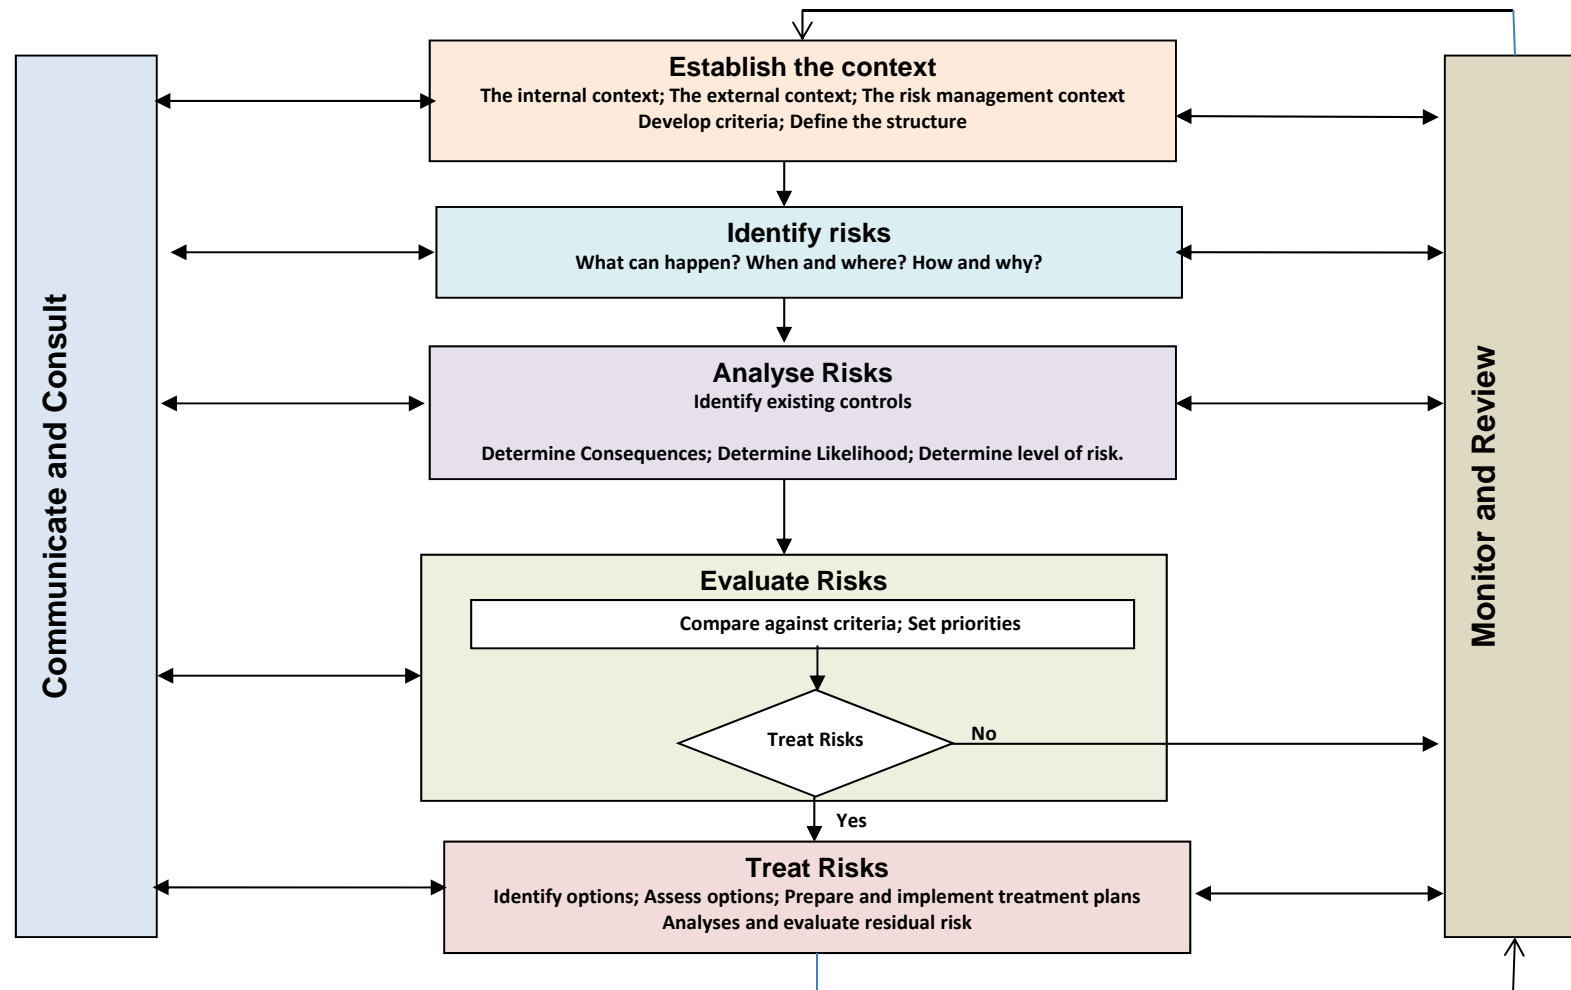 Establish the context
The internal context; The external context; The risk management context
Develop criteria; Define the structure
Identify risks
What can happen? When and where? How and why?
Communicate and Consult
Analyse Risks
Identify existing controls
Determine Consequences; Determine Likelihood; Determine level of risk.
Monitor and Review
Evaluate Risks
Compare against criteria; Set priorities
Treat Risks
No
Yes
Treat Risks
Identify options; Assess options; Prepare and implement treatment plans
Analyses and evaluate residual risk